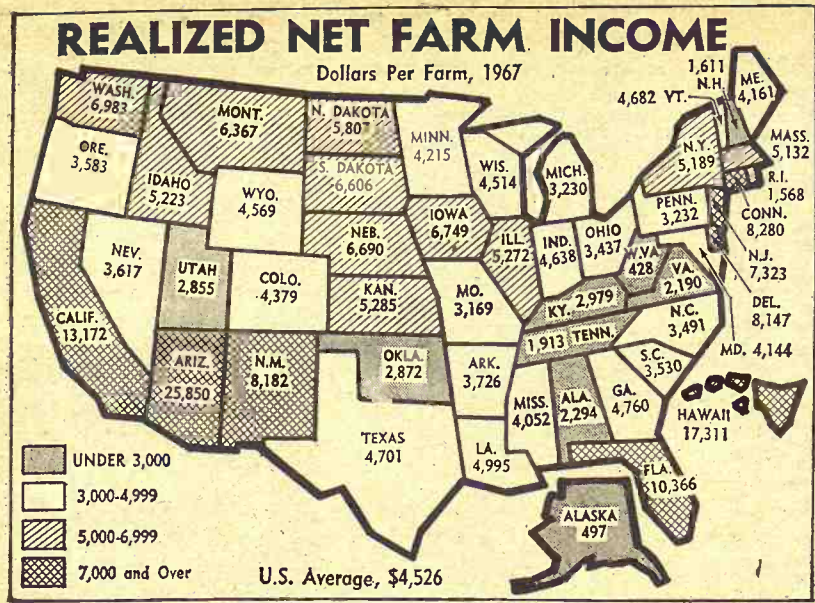 REALIZED NET FARM INCOME
Dollars Per Farm, 1967
WASH.
6,983
MONT.
6,367
N. DAKOTA
5,807
MINN.
4,215
1,611
N.H.
4,682 VT.
ME.
4,161
ORE.
3,583
IDAHO
5,223
WYO.
4,569
S. DAKOTA
6,606
WIS.
4,514
MICH.
3,230
N.Y.
5,189
MASS.
5,132
R.I.
1,568
CONN.
8,280
NEV.
3,617
UTAH
2,855
COLO.
4,379
NEB.
6,690
IOWA
6,749
ILL.
5,272
IND.
4,638
OHIO
3,437
PENN.
3,232
N.J.
7,323
W.VA
428
VA.
2,190
DEL.
8,147
MD. 4,144
CALIF.
13,172
KAN.
5,285
MO.
3,169
KY. 2,979
1,913 TENN.
N.C.
3,491
S.C.
3,530
ARIZ.
25,850
N.M.
8,182
OKLA.
2,872
ARK.
3,726
MISS.
4,052
ALA.
2,294
GA.
4,760
HAWAII
17,311
TEXAS
4,701
LA.
4,995
FLA.
10,366
ALASKA
497
UNDER 3,000
3,000-4,999
5,000-6,999
7,000 and Over
U.S. Average, $4,526